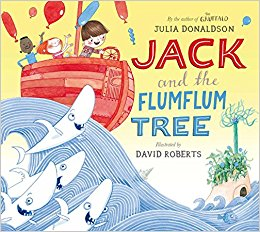 By the author of The GRUFFALO
JULIA DONALDSON
JACK
and the
FLUMFLUM
TREE
Illustrated by
DAVID ROBERTS